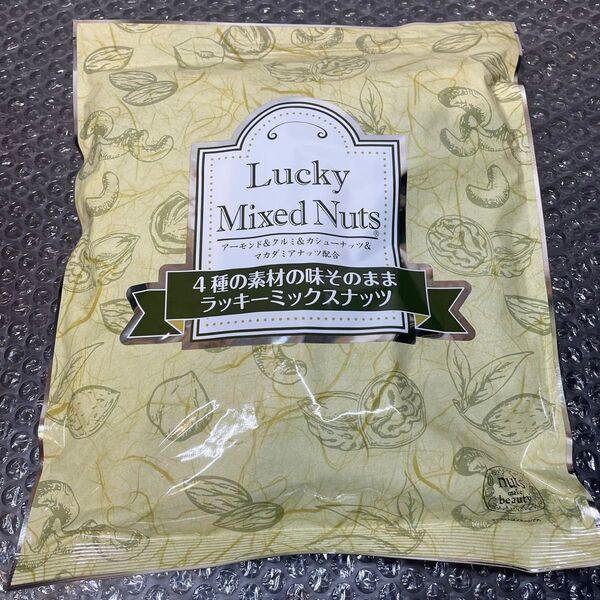 Lucky
Mixed Nuts®
アーモンド&クルミ&カシューナッツ&
マカダミアナッツ配合
4種の素材の味そのまま
ラッキーミックスナッツ
nuts
make
beauty